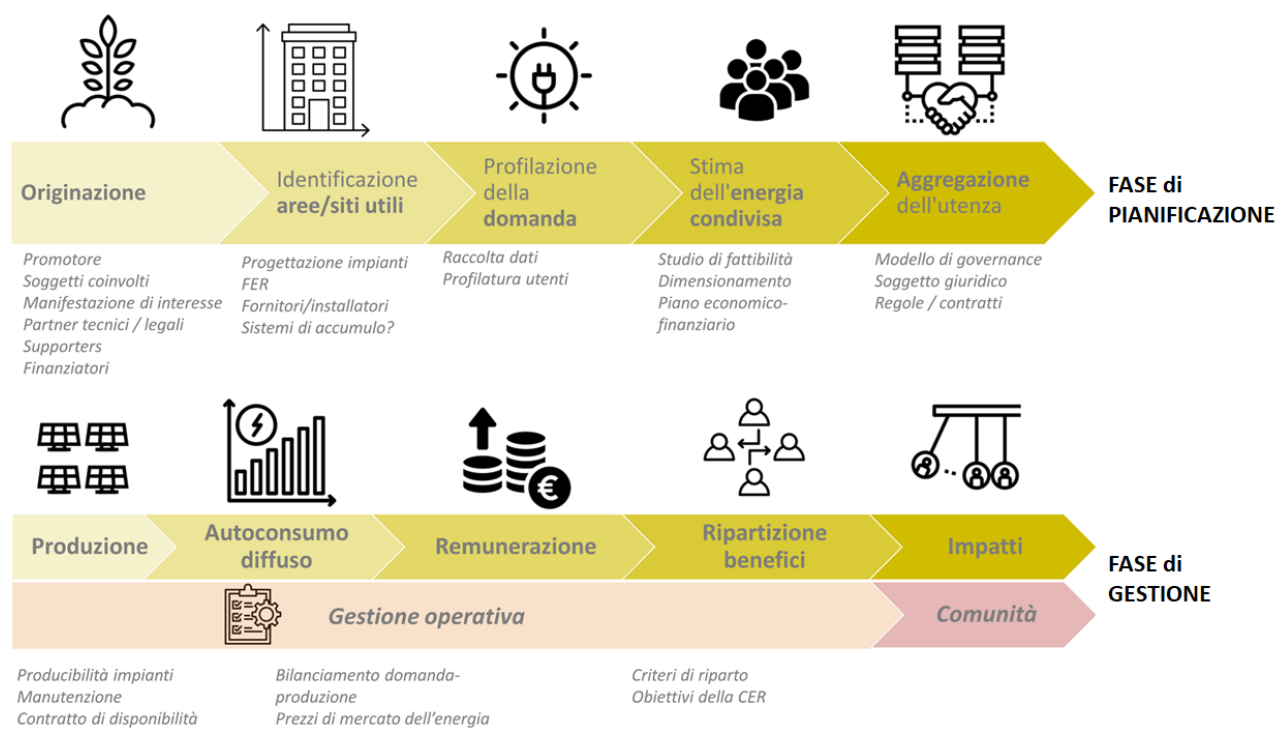 Originazione
Identificazione
aree/siti utili
Profilazione
della
domanda
Stima
dell'energia
condivisa
Aggregazione
dell'utenza
FASE di
PIANIFICAZIONE
Promotore
Soggetti coinvolti
Manifestazione di interesse
Partner tecnici / legali
Supporters
Finanziatori
Progettazione impianti
FER
Fornitori/installatori
Sistemi di accumulo?
Raccolta dati
Profilatura utenti
Studio di fattibilità
Dimensionamento
Piano economico-
finanziario
Modello di governance
Soggetto giuridico
Regole / contratti
€
Produzione
Autoconsumo
diffuso
Remunerazione
Ripartizione
benefici
Impatti
FASE di
GESTIONE
Gestione operativa
Comunità
Producibilità impianti
Manutenzione
Contratto di disponibilità
Bilanciamento domanda-
produzione
Prezzi di mercato dell’energia
Criteri di riparto
Obiettivi della CER